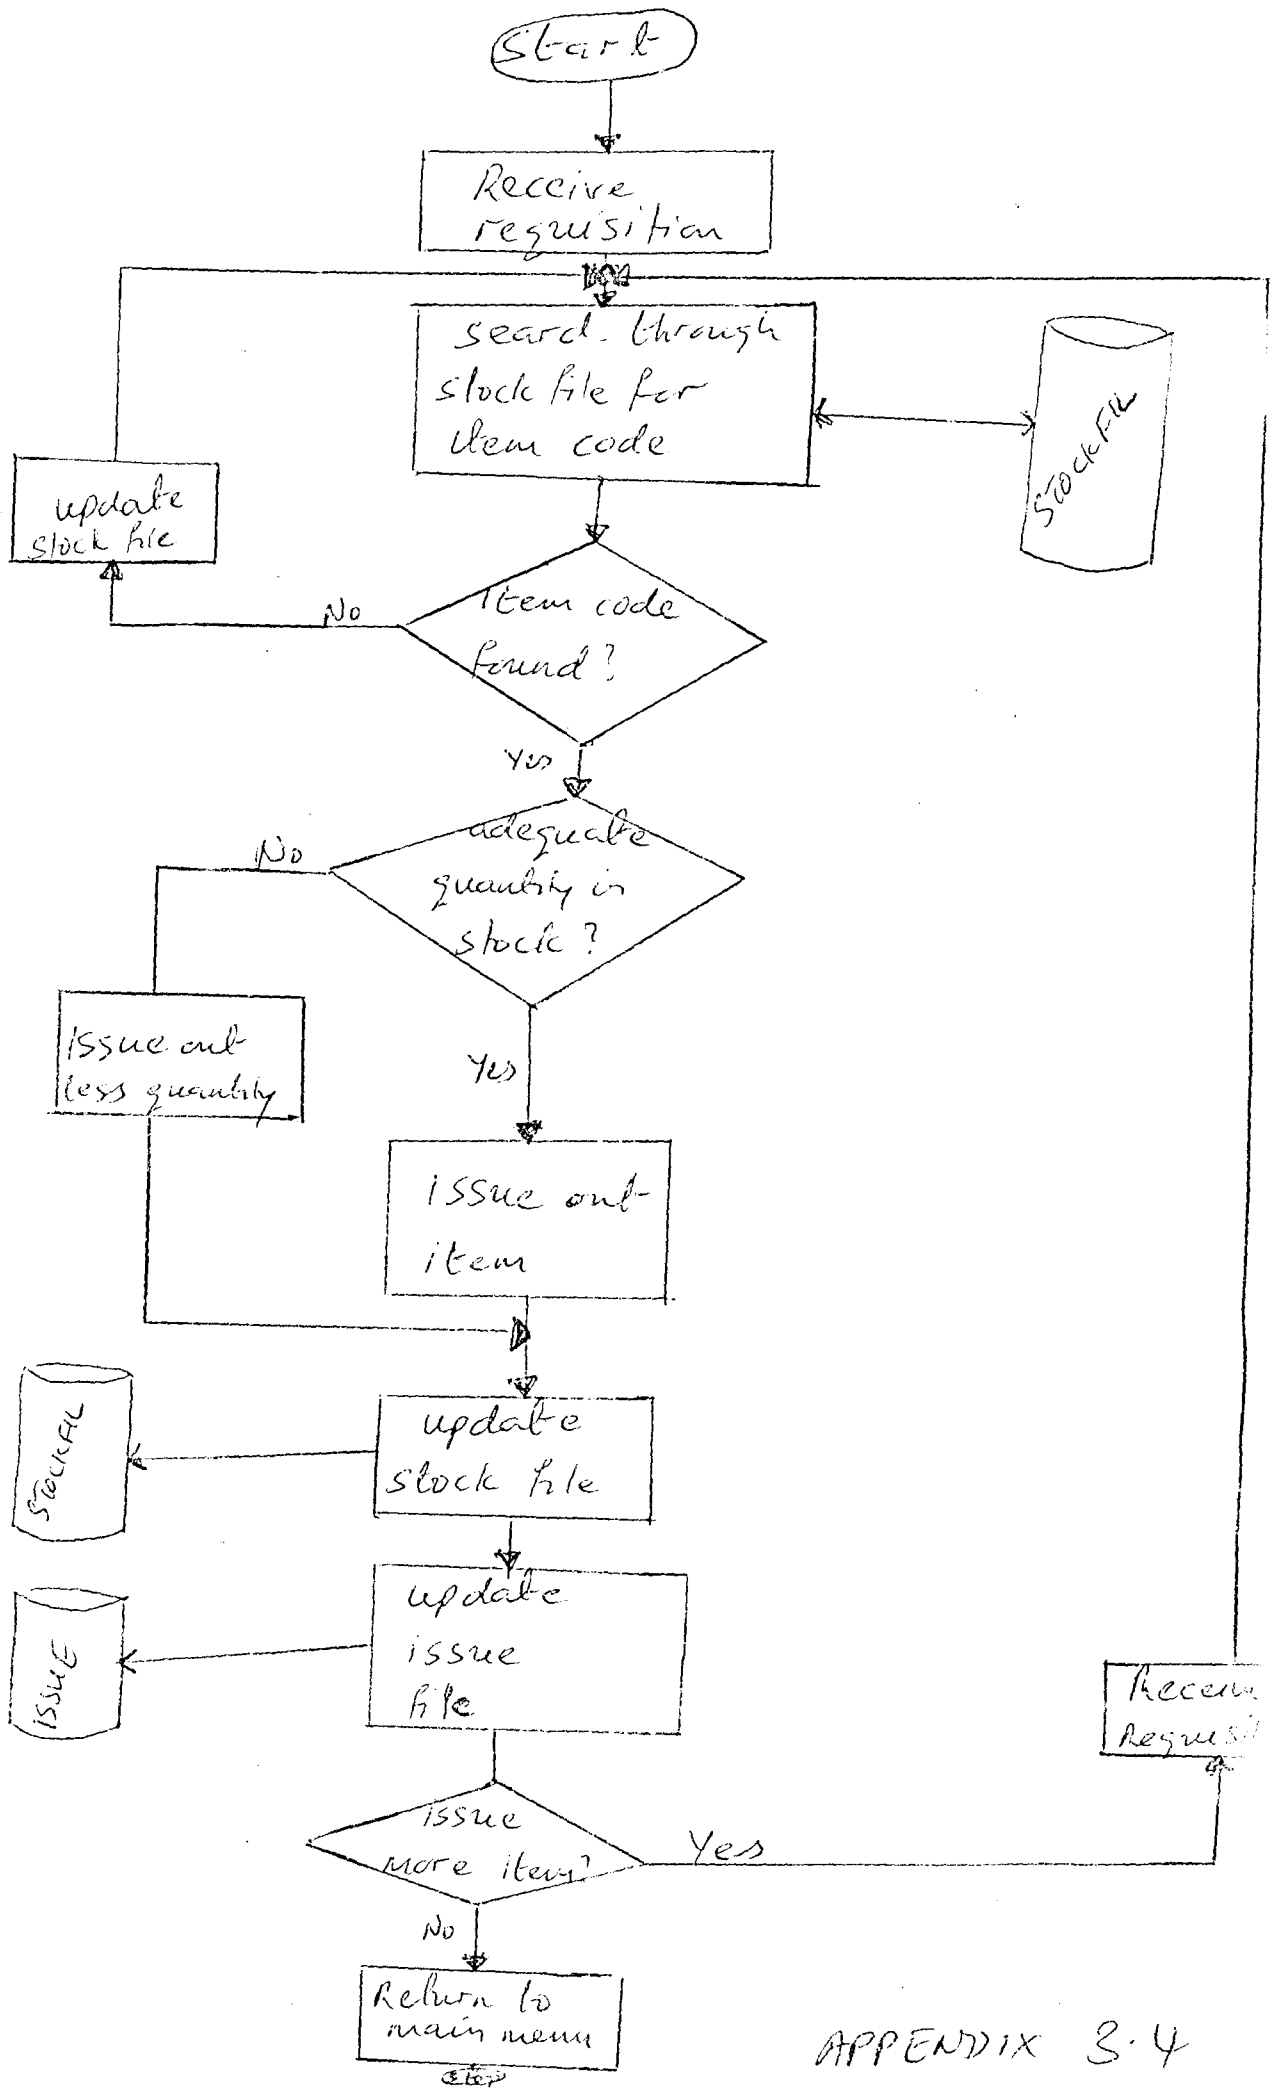 Start
Receive
requisition
search through
stock file for
item code
STOCKFIL
update
stock file
No
Item code
found?
Yes
No
adequate
quantity in
stock?
issue out
less quantity
Yes
issue out
item
STOCKFIL
update
stock file
ISSUE
update
issue
file
issue
more item?
Yes
No
Return to
main menu
APPENDIX 3.4